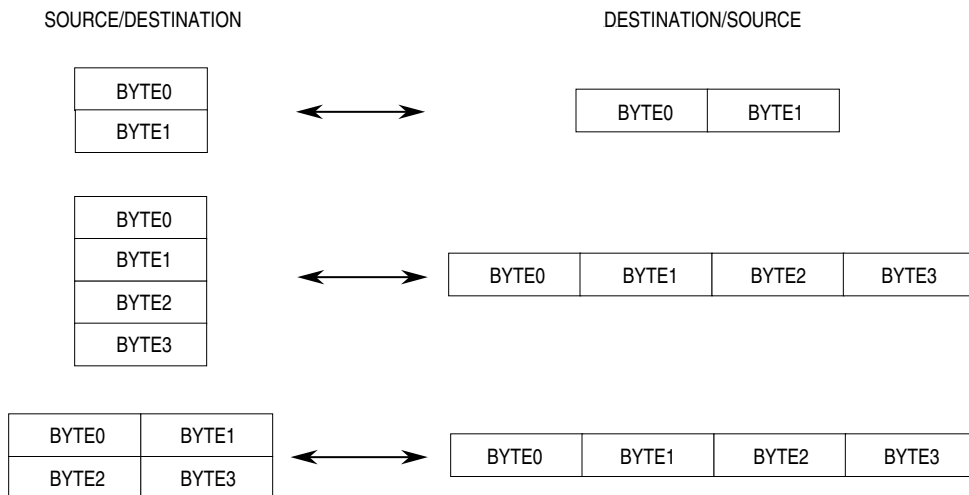 SOURCE/DESTINATION DESTINATION/SOURCE
BYTE0
BYTE1
BYTE0 BYTE1
BYTE0
BYTE1
BYTE2
BYTE3
BYTE0 BYTE1 BYTE2 BYTE3
BYTE0 BYTE1
BYTE2 BYTE3
BYTE0 BYTE1 BYTE2 BYTE3